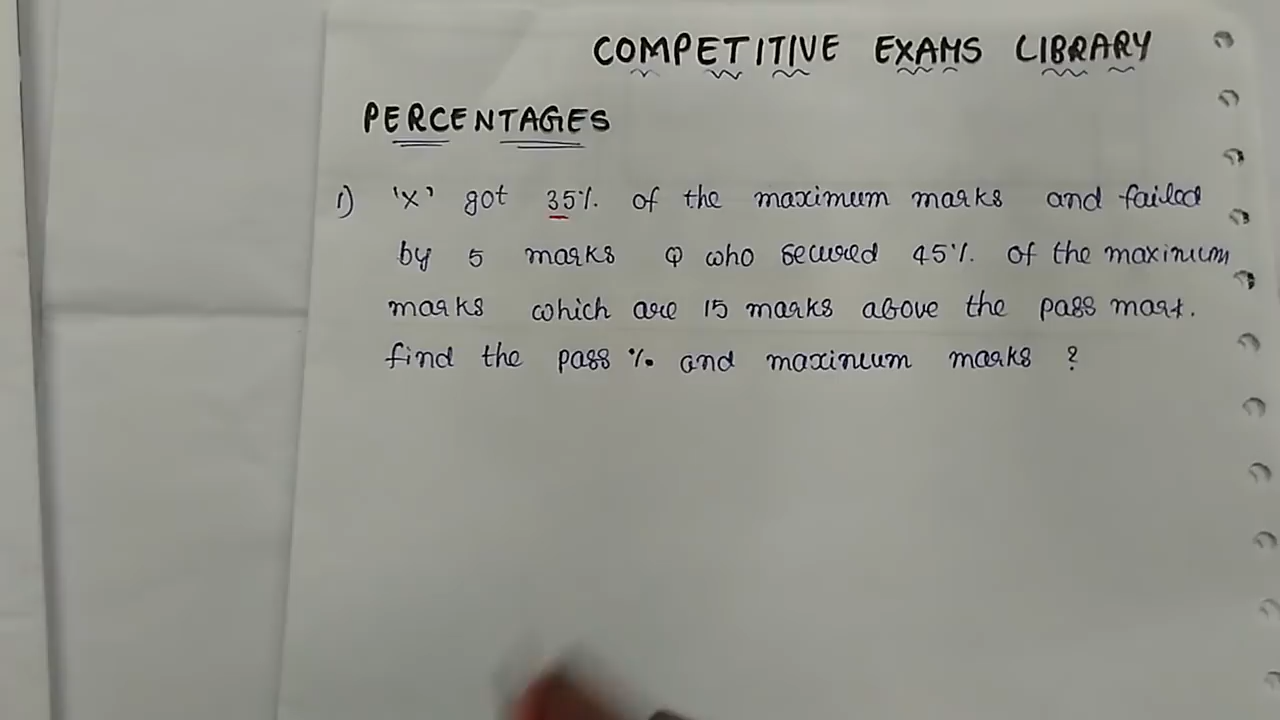 COMPETITIVE EXAMS LIBRARY
PERCENTAGES
1) 'x' got 35% of the maximum marks and failed
by 5 marks Q who secured 45% of the maximum
marks which are 15 marks above the pass mark.
find the pass % and maximum marks ?